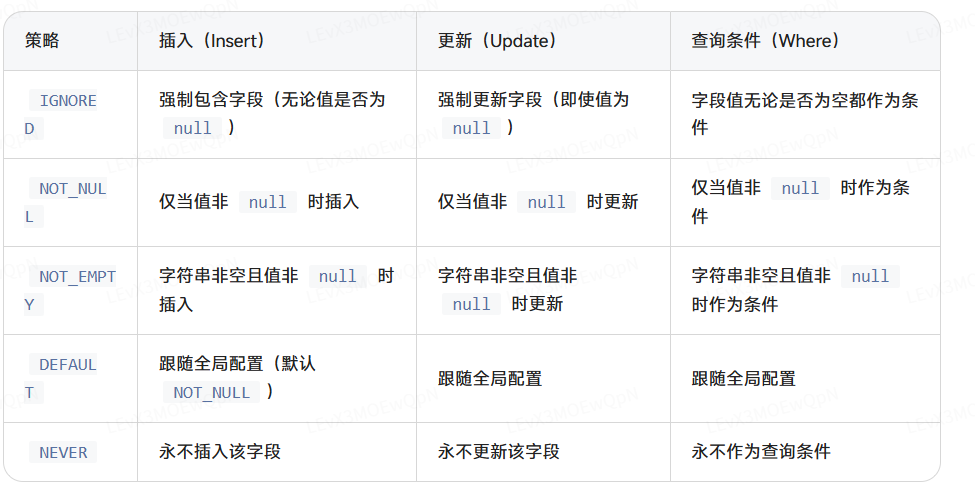 策略 插入（Insert） 更新（Update） 查询条件（Where）
IGNORE
D
强制包含字段（无论值是否为
null ）
强制更新字段（即使值为
null ）
字段值无论是否为空都作为条
件
NOT_NUL
L
仅当值非 null 时插入
仅当值非 null 时更新
仅当值非 null 时作为条
件
NOT_EMPT
Y
字符串非空且值非 null 时
插入
字符串非空且值非
null 时更新
字符串非空且值非 null
时作为条件
DEFAUL
T
跟随全局配置（默认
NOT_NULL ）
跟随全局配置
跟随全局配置
NEVER
永不插入该字段
永不更新该字段
永不作为查询条件